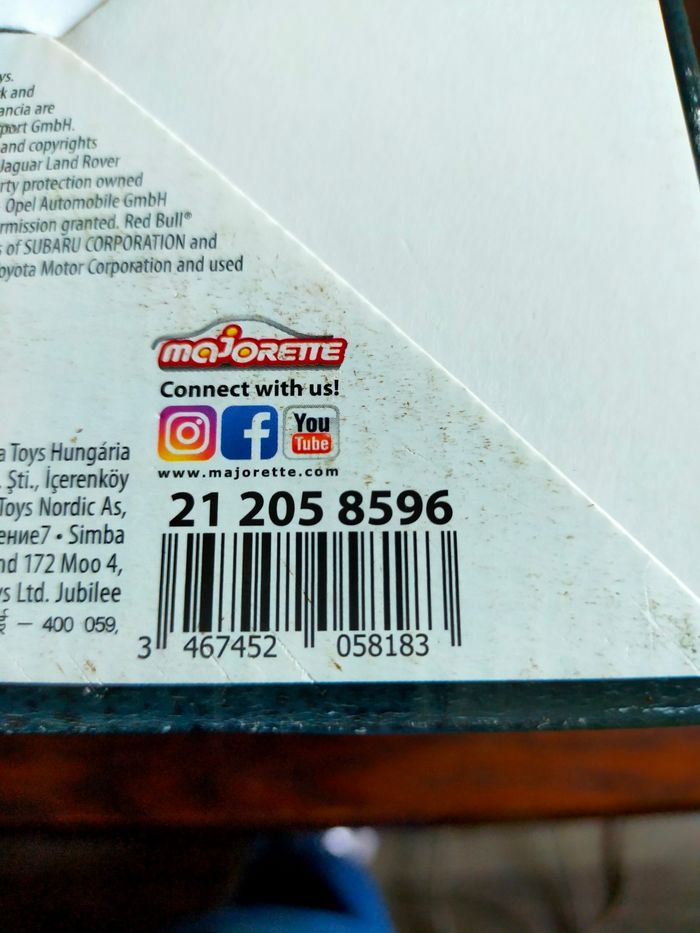 ys.
k and
ancia are
port GmbH.
and copyrights
Jaguar Land Rover
rty protection owned
Opel Automobile GmbH
rmission granted. Red Bull®
s of SUBARU CORPORATION and
oyota Motor Corporation and used
majorette
Connect with us!
You
Tube
www.majorette.com
a Toys Hungária
. Şti., İçerenköy
Toys Nordic As,
ение7 • Simba
nd 172 Moo 4,
s Ltd. Jubilee
– 400 059,
21 205 8596
3 467452 058183